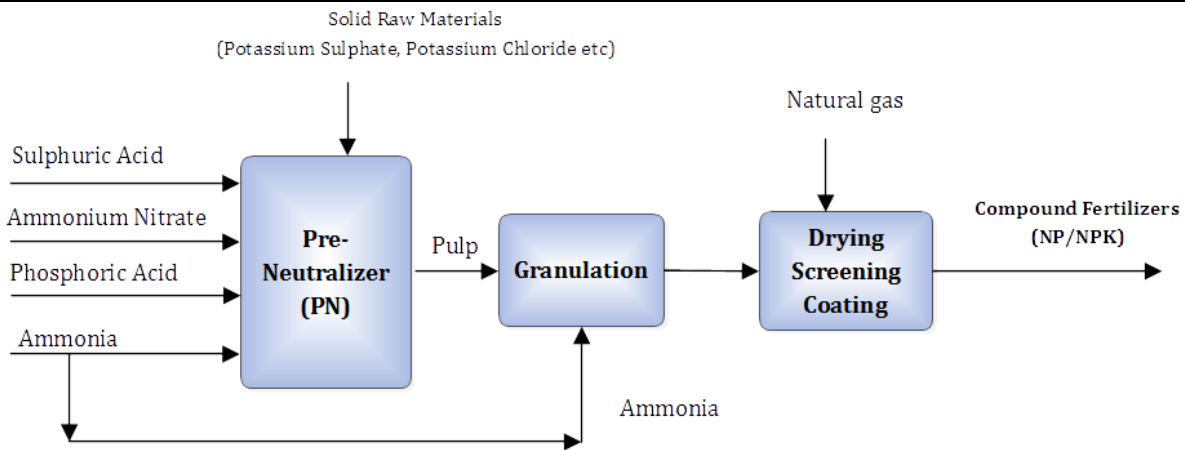 Solid Raw Materials
(Potassium Sulphate, Potassium Chloride etc)
Natural gas
Sulphuric Acid
Ammonium Nitrate
Phosphoric Acid
Ammonia
Pre-
Neutralizer
(PN)
Pulp
Granulation
Drying
Screening
Coating
Compound Fertilizers
(NP/NPK)
Ammonia